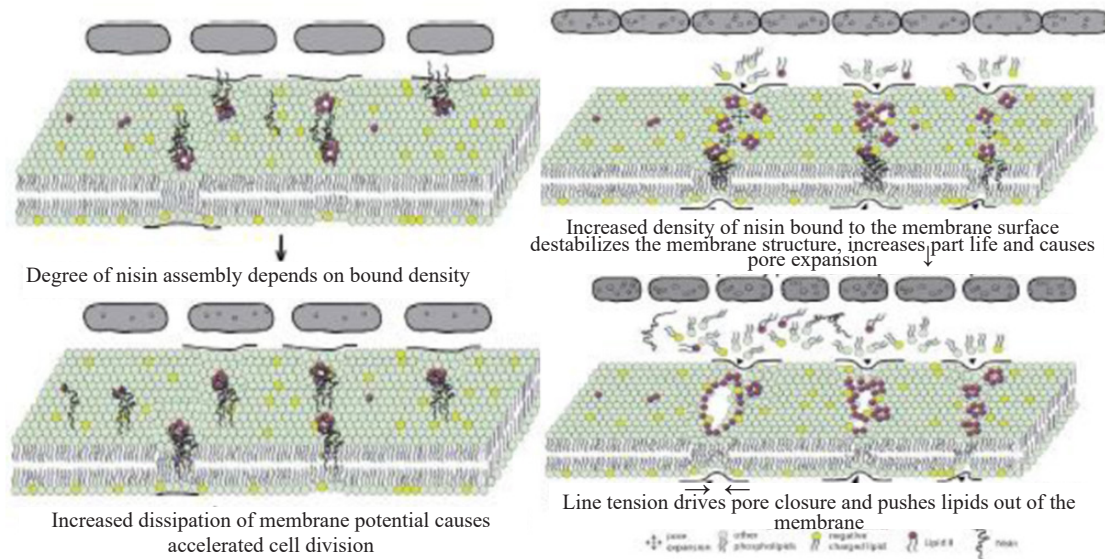 Degree of nisin assembly depends on bound density
Increased dissipation of membrane potential causes
accelerated cell division
Increased density of nisin bound to the membrane surface
destabilizes the membrane structure, increases part life and causes
pore expansion
Line tension drives pore closure and pushes lipids out of the
membrane
pore expansion
other phospholipids
negative charged lipid
Lipid II
nisin